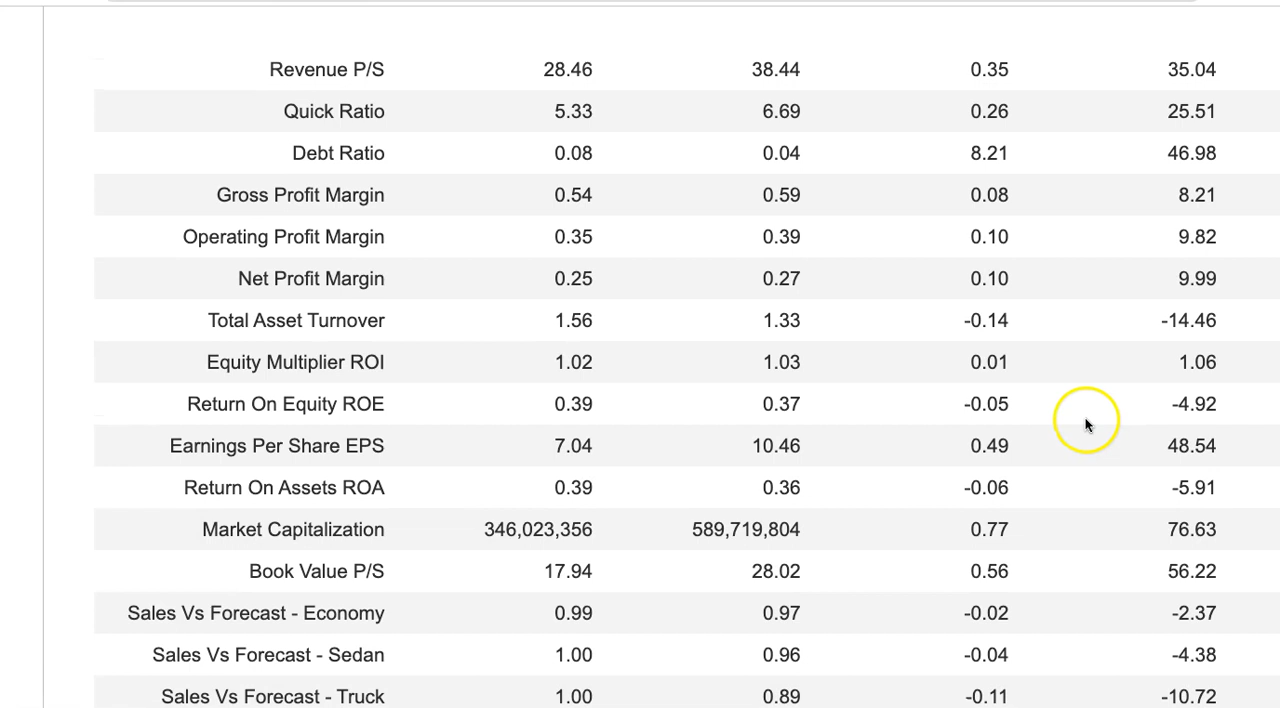 Revenue P/S 28.46 38.44 0.35 35.04
Quick Ratio 5.33 6.69 0.26 25.51
Debt Ratio 0.08 0.04 8.21 46.98
Gross Profit Margin 0.54 0.59 0.08 8.21
Operating Profit Margin 0.35 0.39 0.10 9.82
Net Profit Margin 0.25 0.27 0.10 9.99
Total Asset Turnover 1.56 1.33 -0.14 -14.46
Equity Multiplier ROI 1.02 1.03 0.01 1.06
Return On Equity ROE 0.39 0.37 -0.05 -4.92
Earnings Per Share EPS 7.04 10.46 0.49 48.54
Return On Assets ROA 0.39 0.36 -0.06 -5.91
Market Capitalization 346,023,356 589,719,804 0.77 76.63
Book Value P/S 17.94 28.02 0.56 56.22
Sales Vs Forecast - Economy 0.99 0.97 -0.02 -2.37
Sales Vs Forecast - Sedan 1.00 0.96 -0.04 -4.38
Sales Vs Forecast - Truck 1.00 0.89 -0.11 -10.72